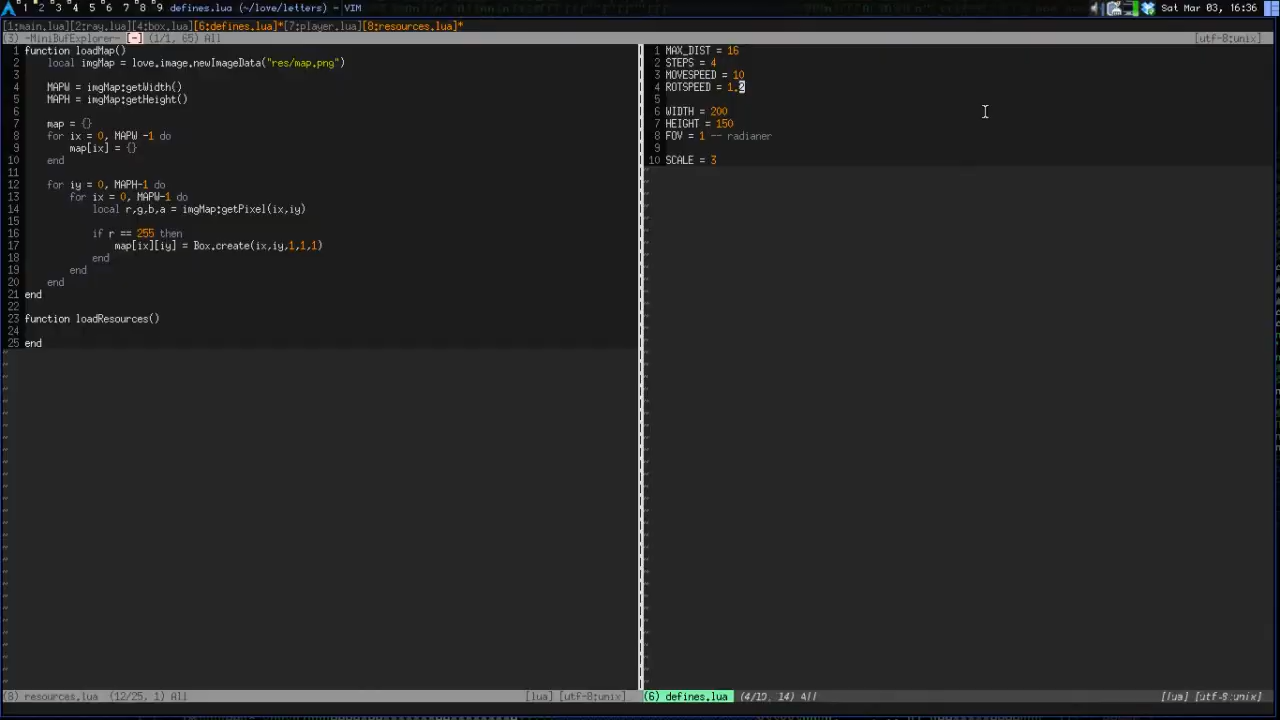 1 2 3 4 5 6 7 8 9 defines.lua (~/love/letters) - VIM
Sat Mar 03, 16:36
[1:main.lua][2:ray.lua][4:box.lua][6:defines.lua]*[7:player.lua][8:resources.lua]*
(3) -MiniBufExplorer- [-] (1/1, 65) All [utf-8:unix]
1 function loadMap()
2 local imgMap = love.image.newImageData("res/map.png")
3
4 MAPW = imgMap:getWidth()
5 MAPH = imgMap:getHeight()
6
7 map = {}
8 for ix = 0, MAPW -1 do
9 map[ix] = {}
10 end
11
12 for iy = 0, MAPH-1 do
13 for ix = 0, MAPW-1 do
14 local r,g,b,a = imgMap:getPixel(ix,iy)
15
16 if r == 255 then
17 map[ix][iy] = Box.create(ix,iy,1,1,1)
18 end
19 end
20 end
21 end
22
23 function loadResources()
24
25 end
(8) resources.lua (12/25, 1) All [lua] [utf-8:unix]
1 MAX_DIST = 16
2 STEPS = 4
3 MOVESPEED = 10
4 ROTSPEED = 1.2
5
6 WIDTH = 200
7 HEIGHT = 150
8 FOV = 1 -- radianer
9
10 SCALE = 3
(6) defines.lua (4/10, 14) All [lua] [utf-8:unix]